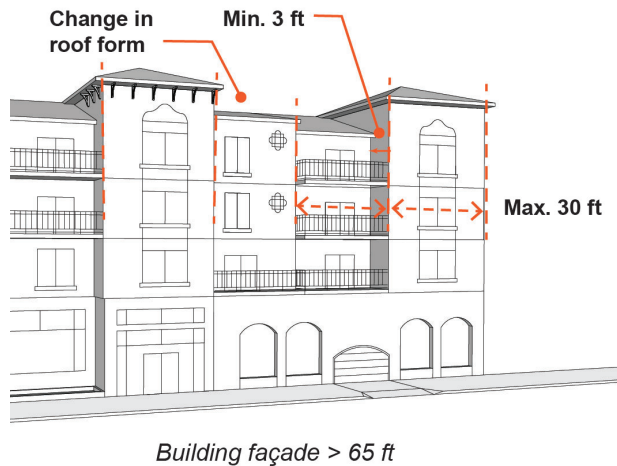 Change in
roof form
Min. 3 ft
Max. 30 ft
Building façade > 65 ft